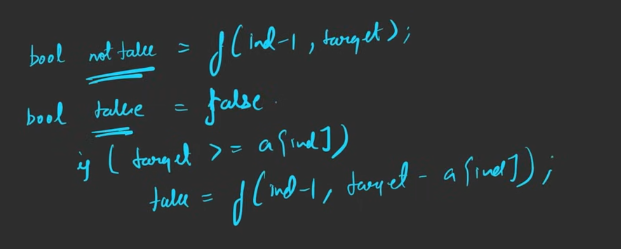 bool not take = f(ind-1, target);
bool take = false.
if ( target >= a[ind])
take = f(ind-1, target - a[ind]);